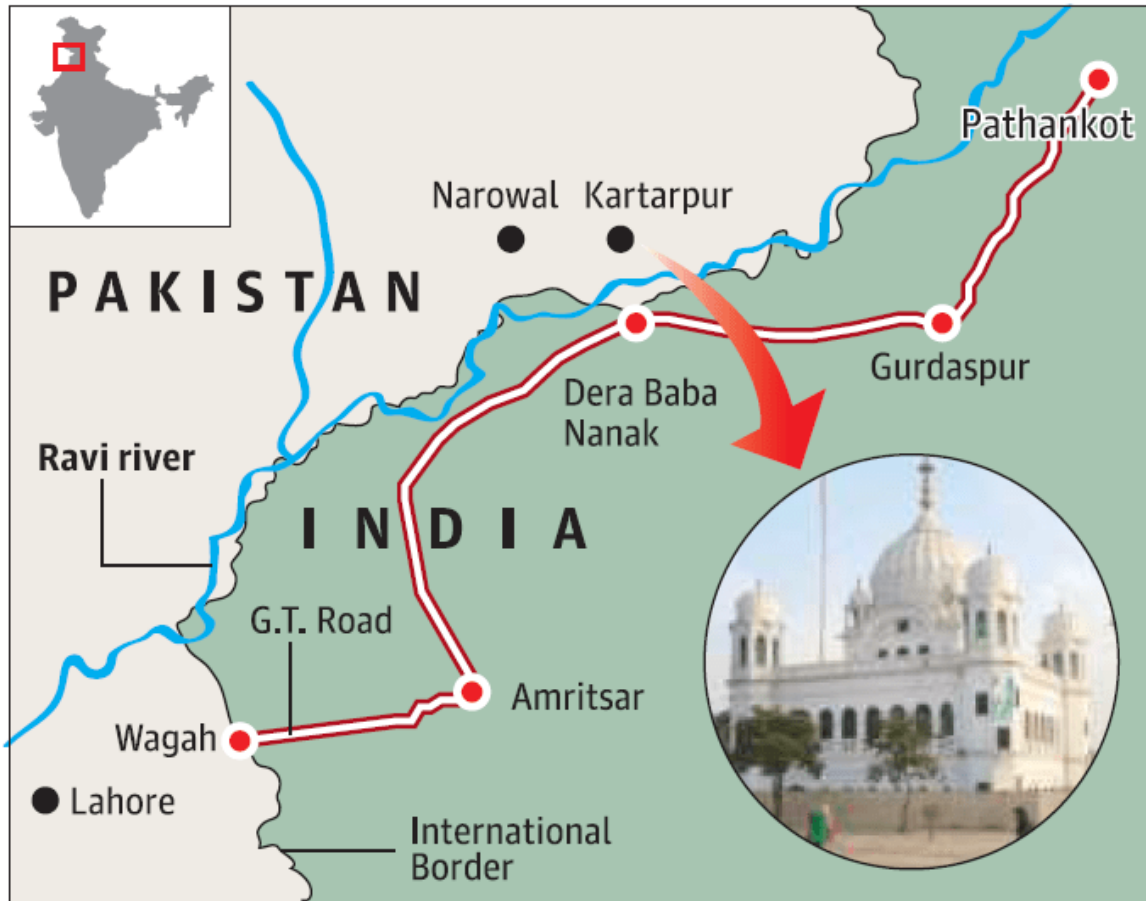 Pathankot
Narowal
Kartarpur
PAKISTAN
Gurdaspur
Dera Baba
Nanak
Ravi river
INDIA
G.T. Road
Amritsar
Wagah
Lahore
International
Border